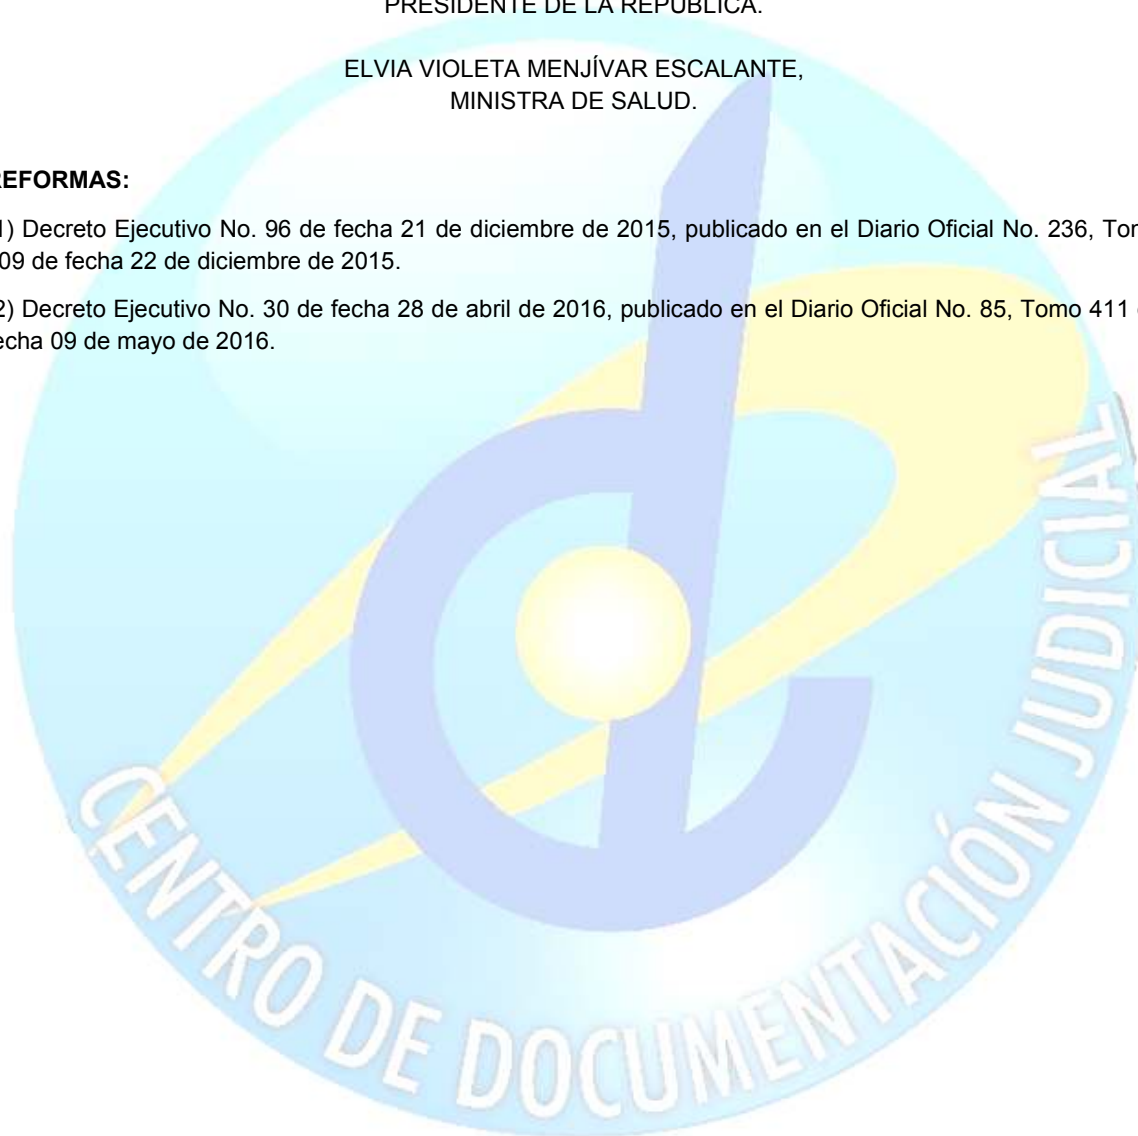 PRESIDENTE DE LA REPÚBLICA.
ELVIA VIOLETA MENJÍVAR ESCALANTE,
MINISTRA DE SALUD.
REFORMAS:
1) Decreto Ejecutivo No. 96 de fecha 21 de diciembre de 2015, publicado en el Diario Oficial No. 236, Tom
09 de fecha 22 de diciembre de 2015.
2) Decreto Ejecutivo No. 30 de fecha 28 de abril de 2016, publicado en el Diario Oficial No. 85, Tomo 411
fecha 09 de mayo de 2016.
CENTRO DE DOCUMENTACIÓN JUDICIAL